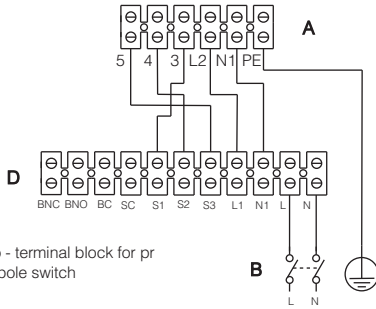 A
5 4 3 L2 N1 PE
D
BNC BNO BC SC S1 S2 S3 L1 N1 L N
- terminal block for pr
pole switch
B
L N